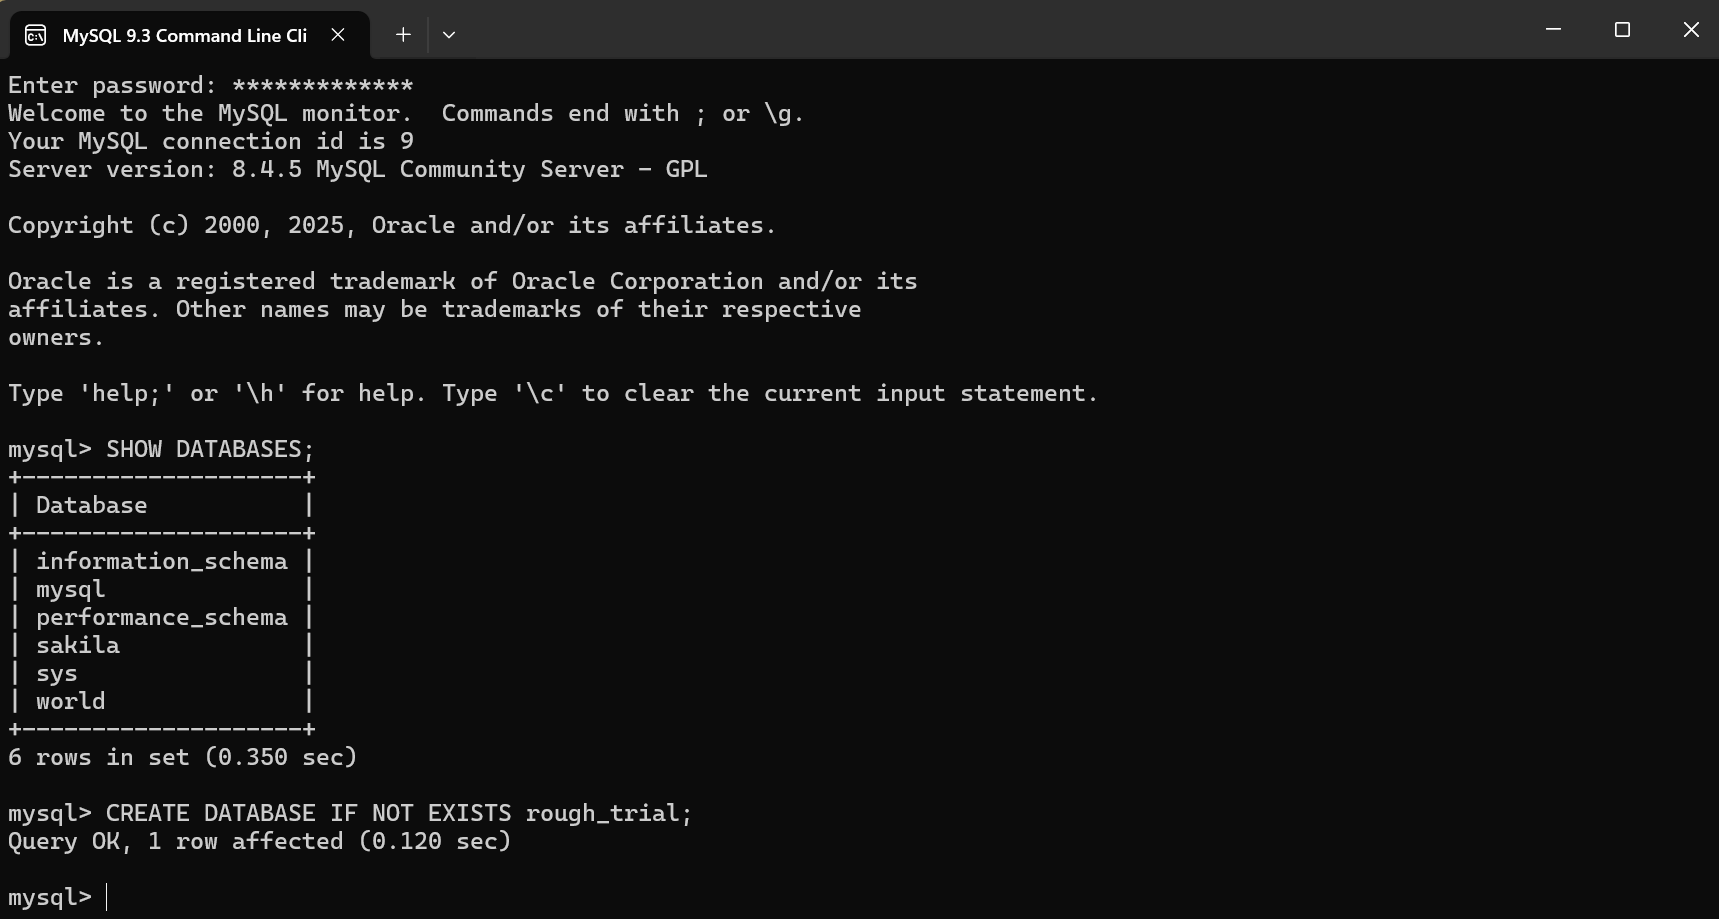 MySQL 9.3 Command Line Cli
Enter password: *************
Welcome to the MySQL monitor.  Commands end with ; or \g.
Your MySQL connection id is 9
Server version: 8.4.5 MySQL Community Server - GPL
Copyright (c) 2000, 2025, Oracle and/or its affiliates.
Oracle is a registered trademark of Oracle Corporation and/or its
affiliates. Other names may be trademarks of their respective
owners.
Type 'help;' or '\h' for help. Type '\c' to clear the current input statement.
mysql> SHOW DATABASES;
+--------------------+
| Database           |
+--------------------+
| information_schema |
| mysql              |
| performance_schema |
| sakila             |
| sys                |
| world              |
+--------------------+
6 rows in set (0.350 sec)
mysql> CREATE DATABASE IF NOT EXISTS rough_trial;
Query OK, 1 row affected (0.120 sec)
mysql>